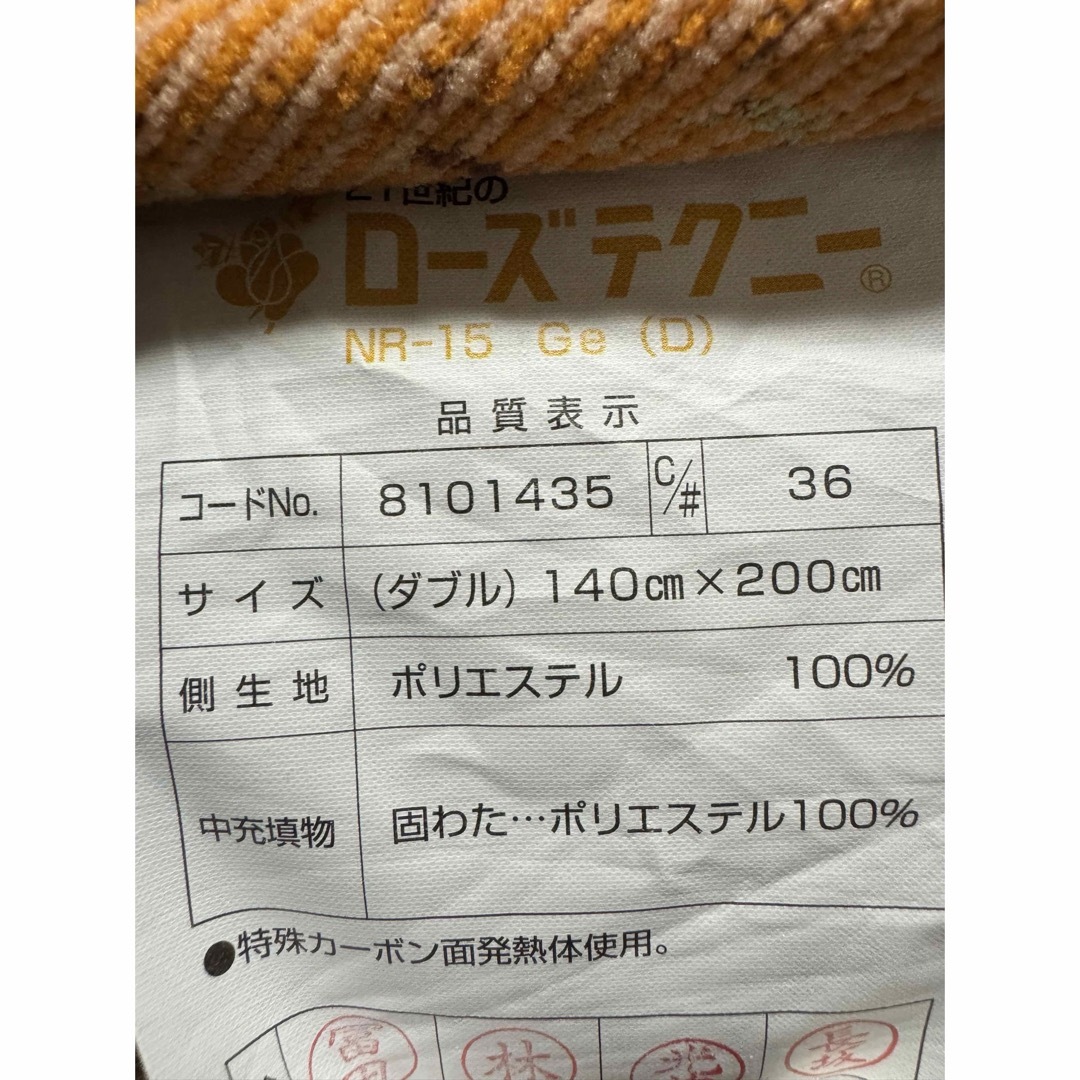 21世紀の
ローズテクニー®
NR-15 Ge (D)
品質表示
コードNo. 8101435 C/# 36
サイズ (ダブル) 140㎝×200㎝
側生地 ポリエステル 100%
中充填物 固わた…ポリエステル100%
●特殊カーボン面発熱体使用。
林